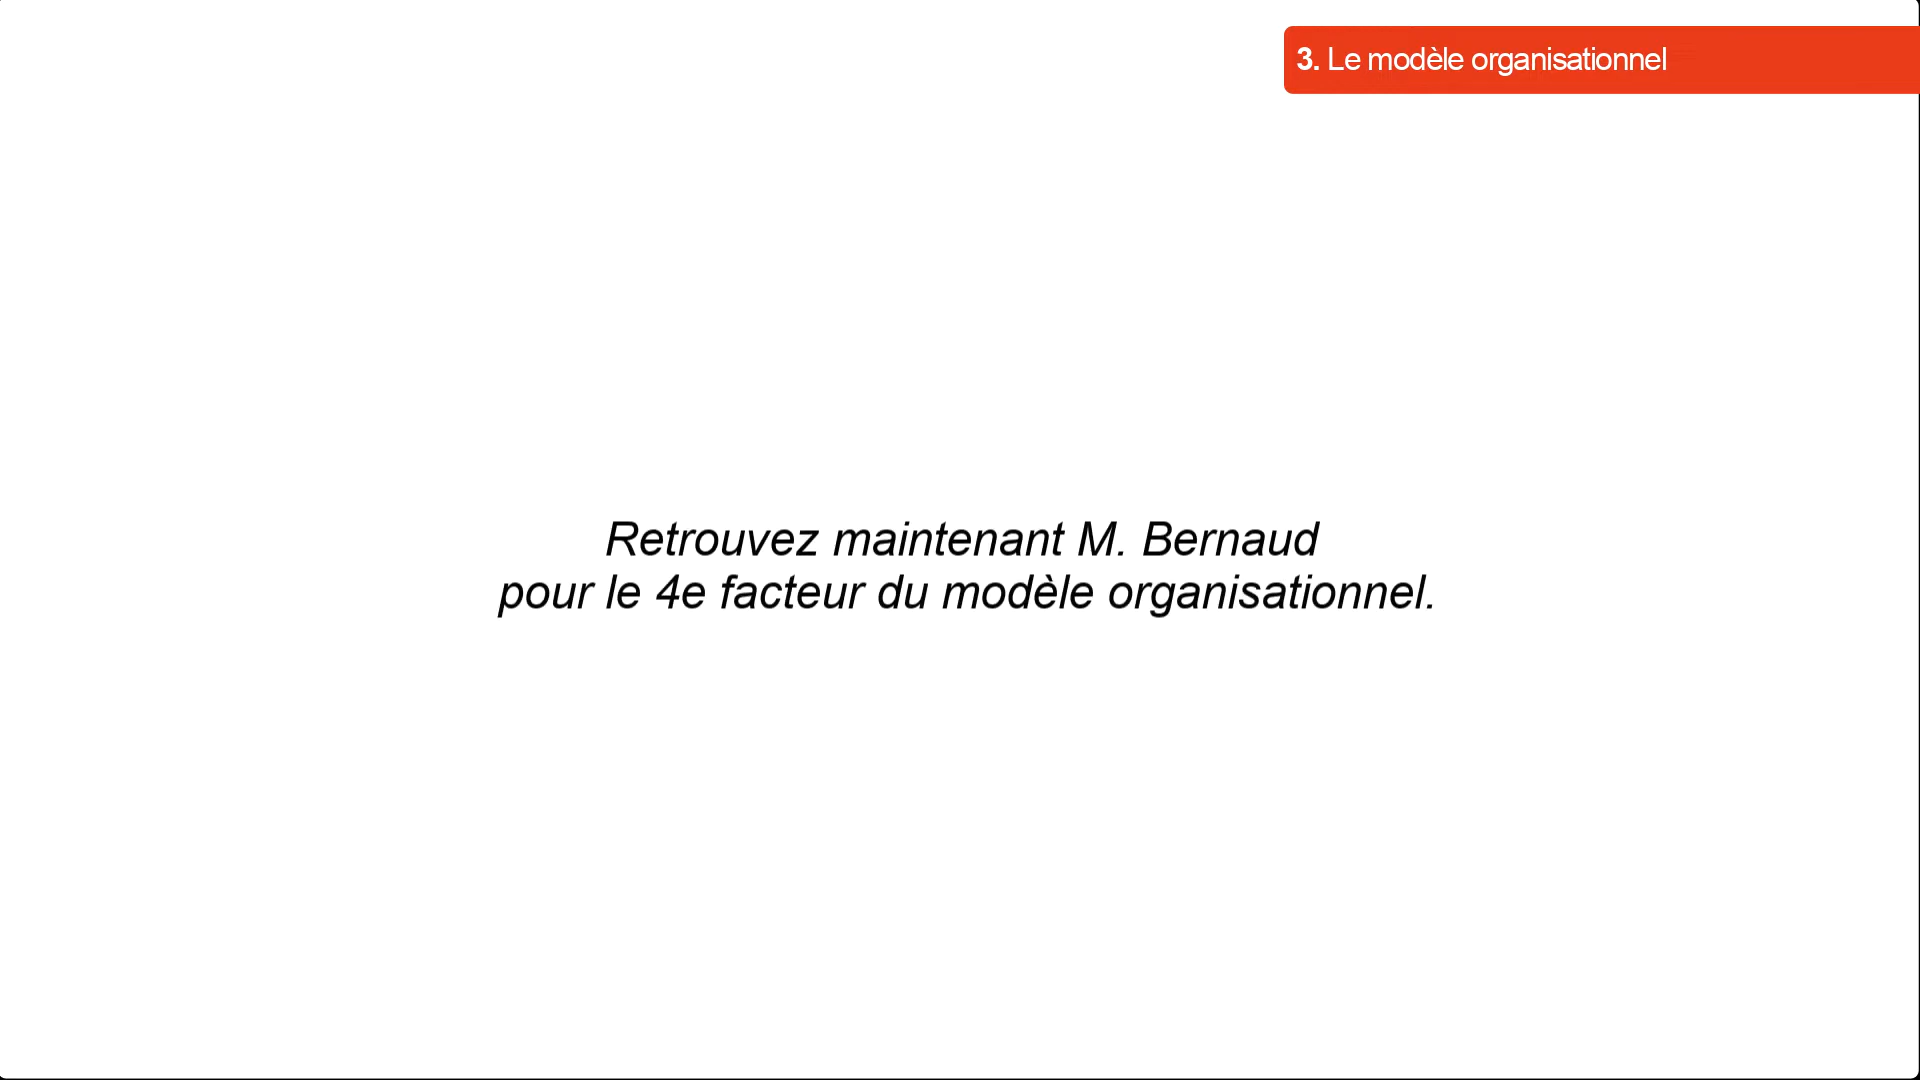 3. Le modèle organisationnel
Retrouvez maintenant M. Bernaud
pour le 4e facteur du modèle organisationnel.